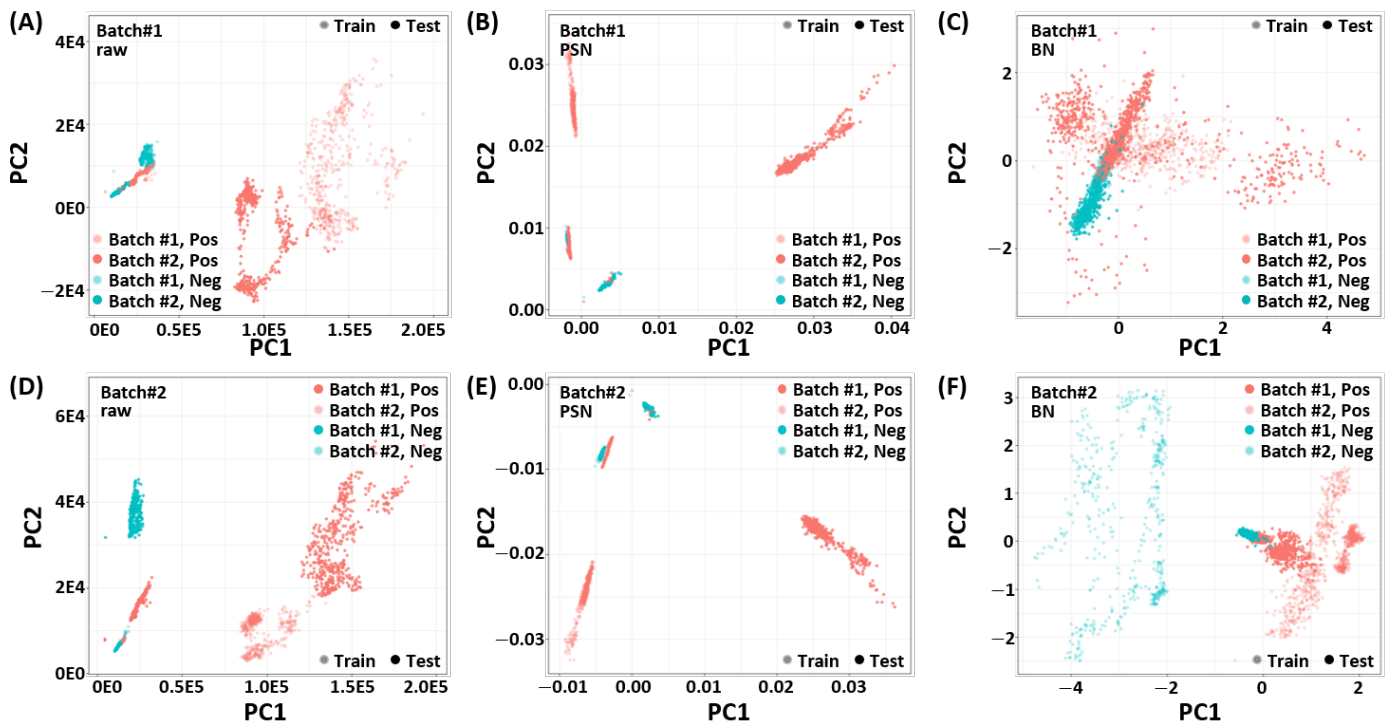 (A)
Batch#1
raw
Train
Test
4E4
2E4
0E0
−2E4
PC2
Batch #1, Pos
Batch #2, Pos
Batch #1, Neg
Batch #2, Neg
0E0
0.5E5
1.0E5
1.5E5
2.0E5
PC1
(B)
Batch#1
PSN
Train
Test
0.03
0.02
0.01
0.00
PC2
Batch #1, Pos
Batch #2, Pos
Batch #1, Neg
Batch #2, Neg
0.00
0.01
0.02
0.03
0.04
PC1
(C)
Batch#1
BN
Train
Test
2
0
−2
PC2
Batch #1, Pos
Batch #2, Pos
Batch #1, Neg
Batch #2, Neg
0
2
4
PC1
(D)
Batch#2
raw
Batch #1, Pos
Batch #2, Pos
Batch #1, Neg
Batch #2, Neg
6E4
4E4
2E4
0E0
PC2
Train
Test
0E0
0.5E5
1.0E5
1.5E5
2.0E5
PC1
(E)
Batch#2
PSN
Batch #1, Pos
Batch #2, Pos
Batch #1, Neg
Batch #2, Neg
0.00
−0.01
−0.02
−0.03
PC2
Train
Test
−0.01
0.00
0.02
0.03
PC1
(F)
Batch#2
BN
Batch #1, Pos
Batch #2, Pos
Batch #1, Neg
Batch #2, Neg
3
2
1
0
−1
−2
PC2
Train
Test
−4
−2
0
2
PC1